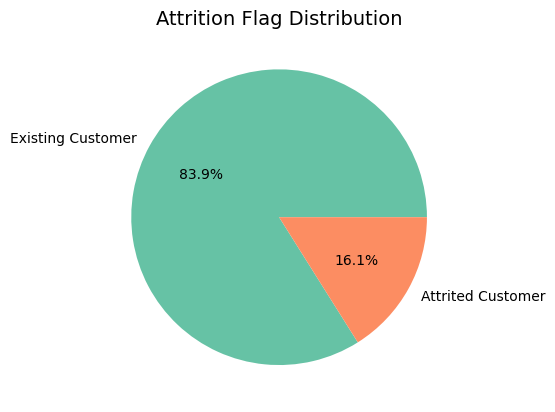 Attrition Flag Distribution
Existing Customer
83.9%
16.1%
Attrited Customer